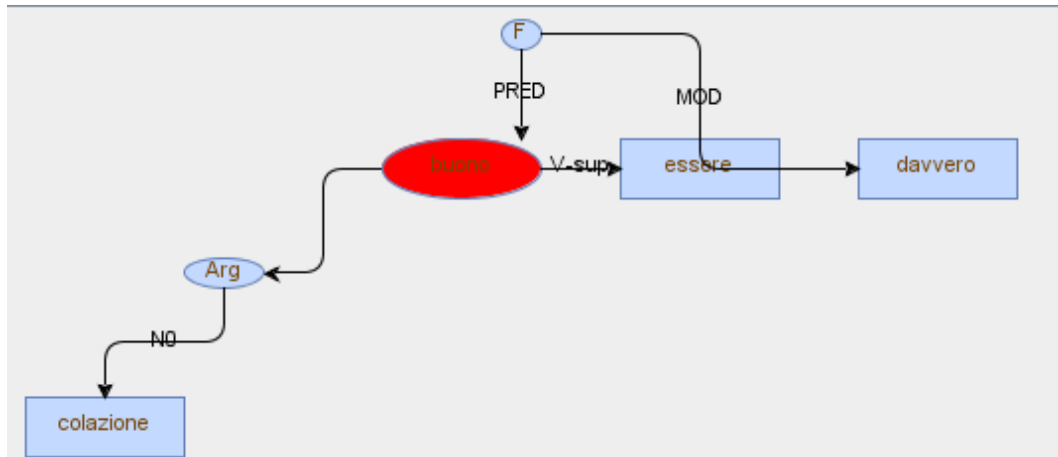 F
PRED
MOD
buono
V-sup
essere
davvero
Arg
N0
colazione